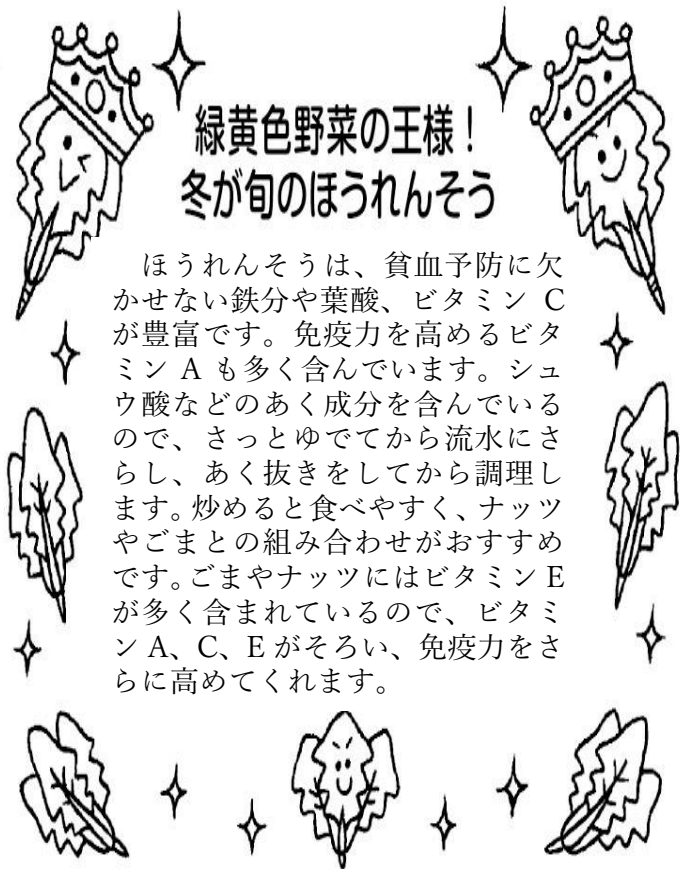 緑黄色野菜の王様！
冬が旬のほうれんそう
ほうれんそうは、貧血予防に欠
かせない鉄分や葉酸、ビタミン C
が豊富です。免疫力を高めるビタ
ミン A も多く含んでいます。シュ
ウ酸などのあく成分を含んでいる
ので、さっとゆでてから流水にさ
らし、あく抜きをしてから調理し
ます。炒めると食べやすく、ナッツ
やごまとの組み合わせがおすすめ
です。ごまやナッツにはビタミン E
が多く含まれているので、ビタミ
ン A、C、E がそろい、免疫力をさ
らに高めてくれます。